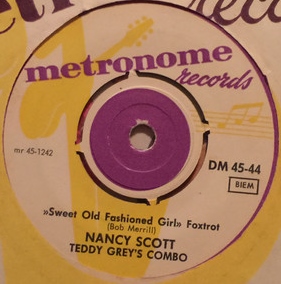 metronome
records
mr 45-1242
DM 45-44
BIEM
»Sweet Old Fashioned Girl» Foxtrot
(Bob Merrill)
NANCY SCOTT
TEDDY GREY'S COMBO